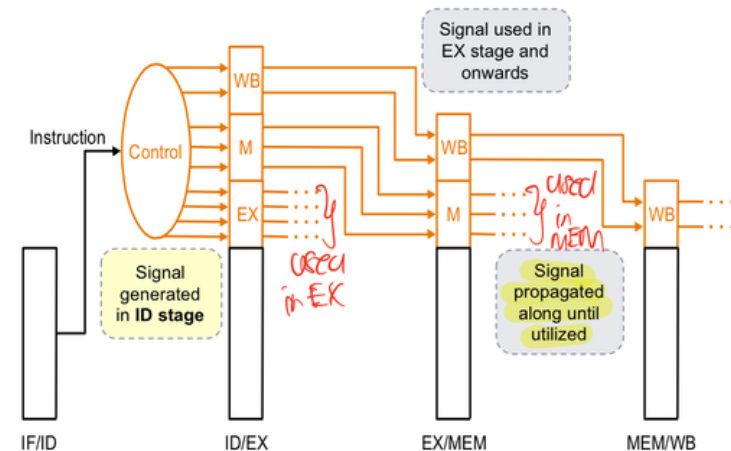 Signal used in
EX stage and
onwards
WB
Instruction
Control
M
WB
EX
M
WB
used
in EX
used
in
MEM
Signal
generated
in ID stage
Signal
propagated
along until
utilized
IF/ID
ID/EX
EX/MEM
MEM/WB